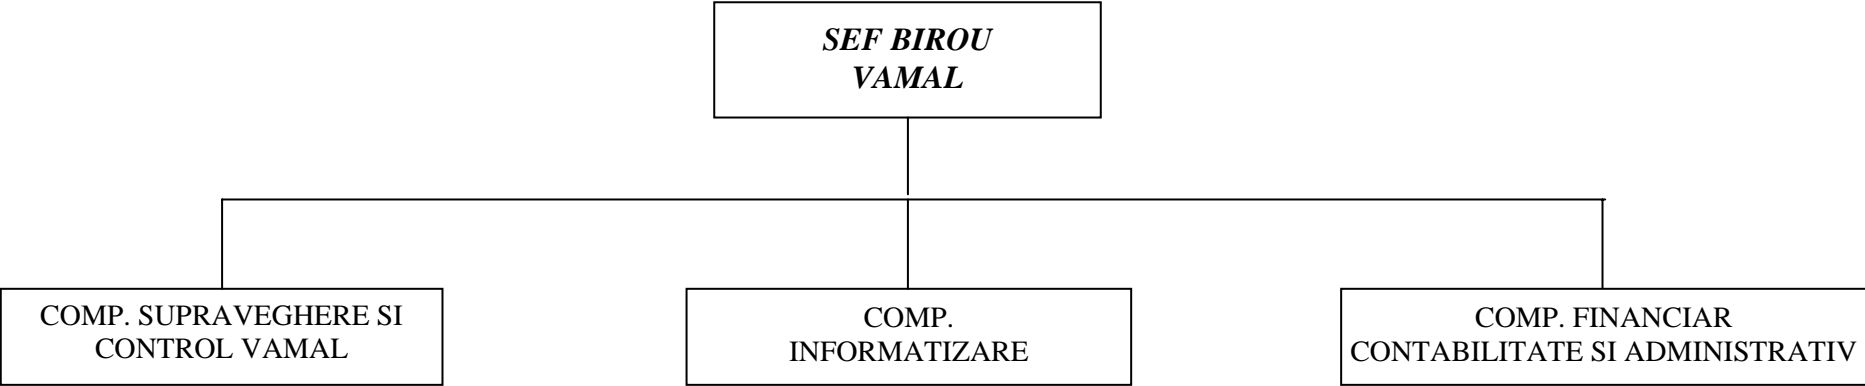 SEF BIROU
VAMAL
COMP. SUPRAVEGHERE SI
CONTROL VAMAL
COMP.
INFORMATIZARE
COMP. FINANCIAR
CONTABILITATE SI ADMINISTRATIV